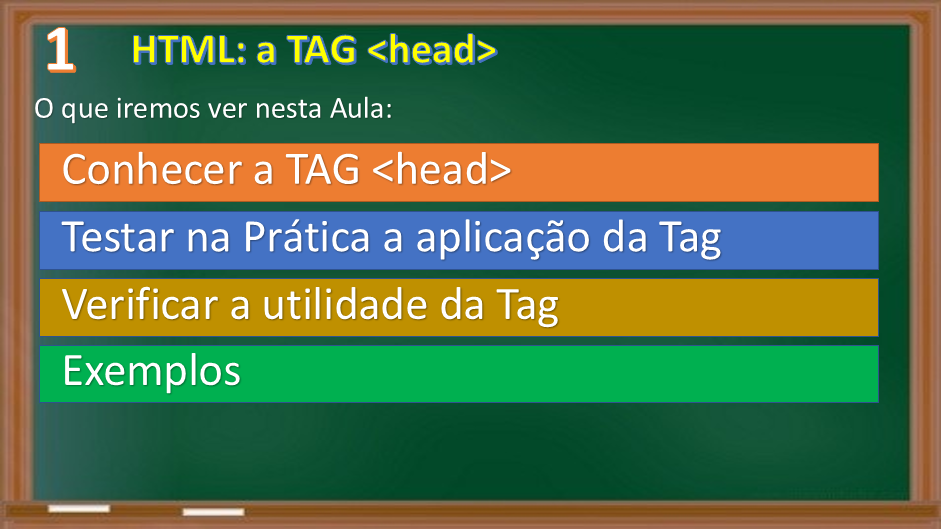 1
HTML: a TAG <head>
O que iremos ver nesta Aula:
Conhecer a TAG <head>
Testar na Prática a aplicação da Tag
Verificar a utilidade da Tag
Exemplos